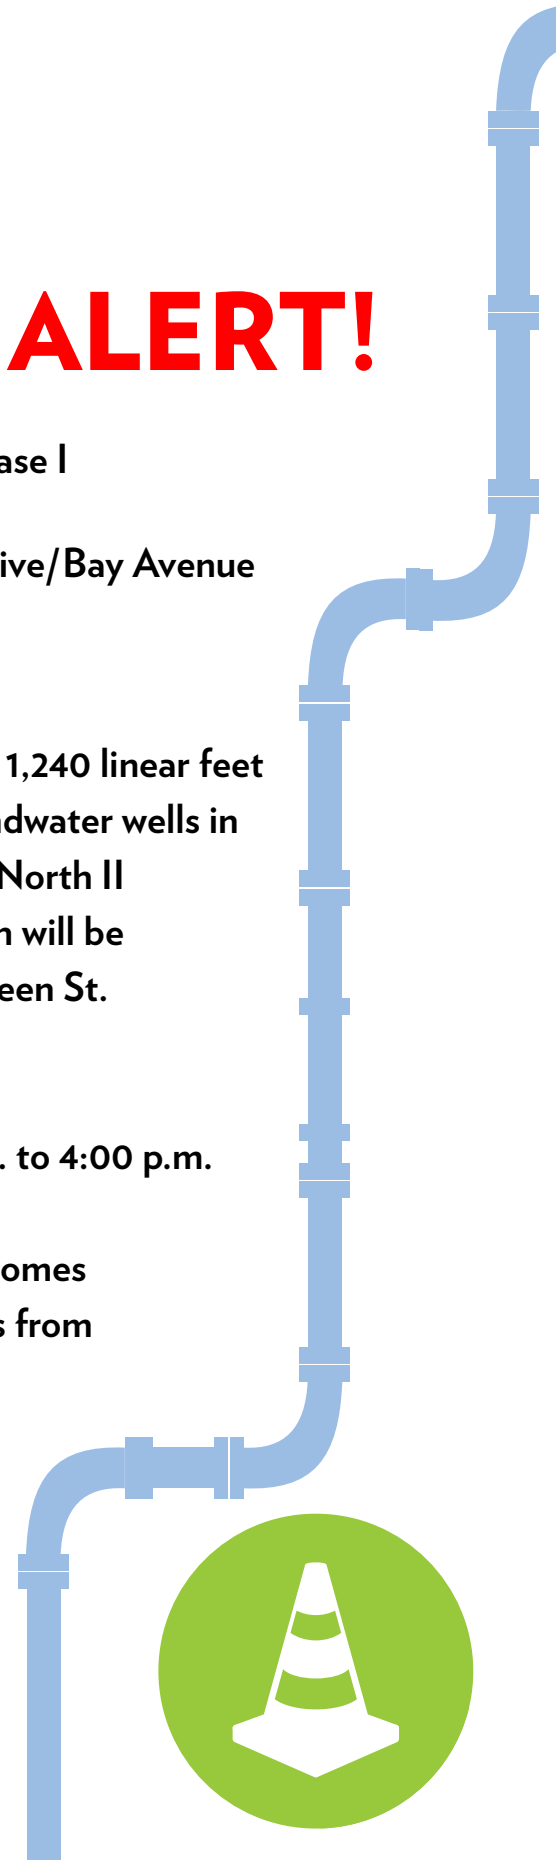 ALERT!
ase I
ive/Bay Avenue
1,240 linear feet
dwater wells in
North II
n will be
een St.
. to 4:00 p.m.
omes
s from